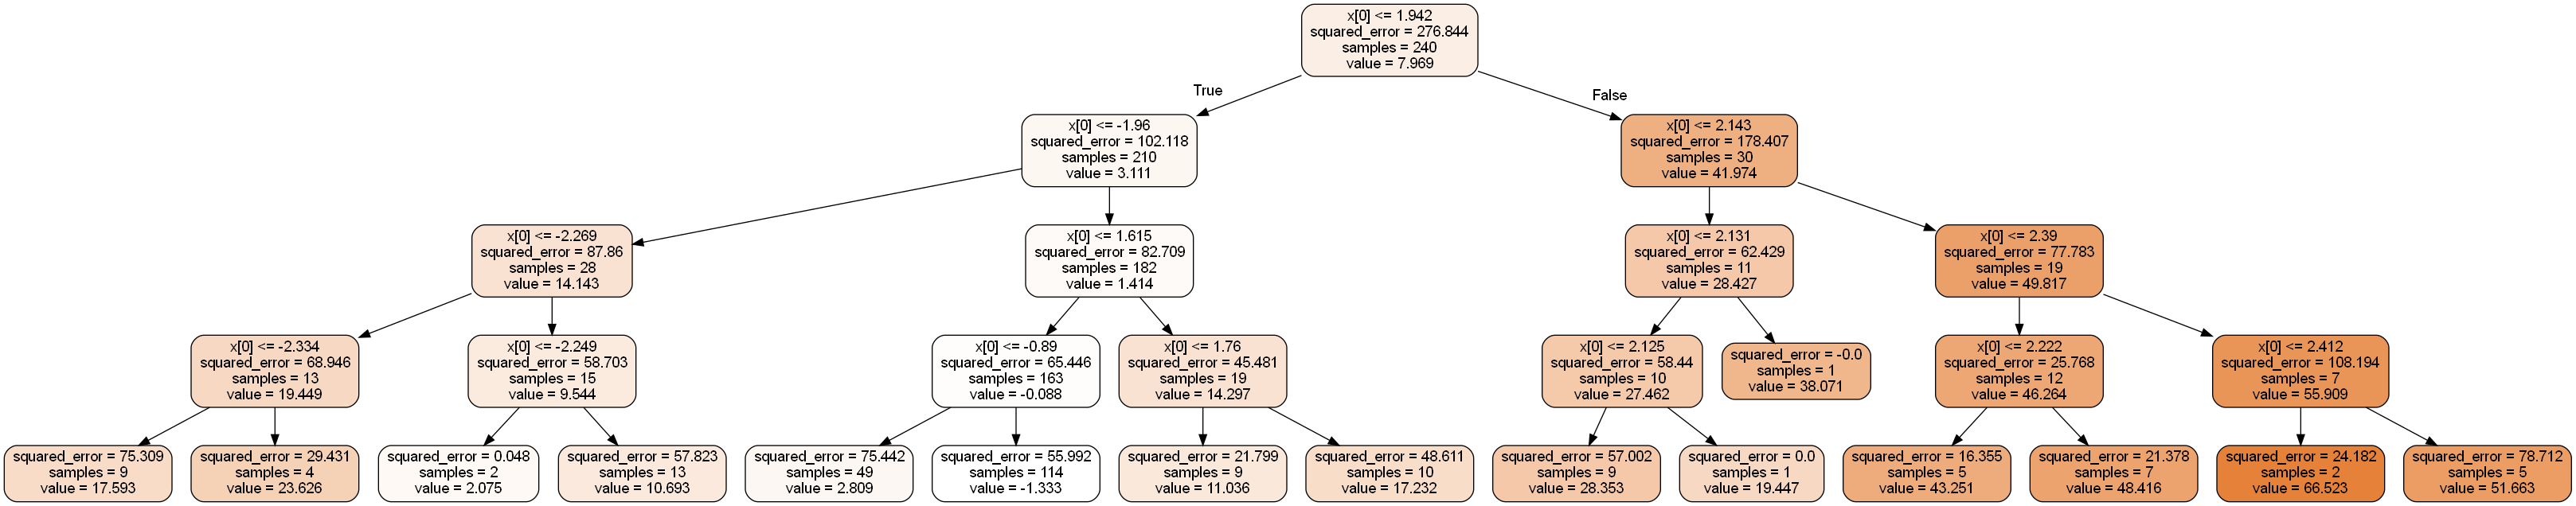 x[0] <= 1.942
squared_error = 276.844
samples = 240
value = 7.969
True
False
x[0] <= -1.96
squared_error = 102.118
samples = 210
value = 3.111
x[0] <= 2.143
squared_error = 178.407
samples = 30
value = 41.974
x[0] <= -2.269
squared_error = 87.86
samples = 28
value = 14.143
x[0] <= 1.615
squared_error = 82.709
samples = 182
value = 1.414
x[0] <= 2.131
squared_error = 62.429
samples = 11
value = 28.427
x[0] <= 2.39
squared_error = 77.783
samples = 19
value = 49.817
x[0] <= -2.334
squared_error = 68.946
samples = 13
value = 19.449
x[0] <= -2.249
squared_error = 58.703
samples = 15
value = 9.544
x[0] <= -0.89
squared_error = 65.446
samples = 163
value = -0.088
x[0] <= 1.76
squared_error = 45.481
samples = 19
value = 14.297
x[0] <= 2.125
squared_error = 58.44
samples = 10
value = 27.462
squared_error = -0.0
samples = 1
value = 38.071
x[0] <= 2.222
squared_error = 25.768
samples = 12
value = 46.264
x[0] <= 2.412
squared_error = 108.194
samples = 7
value = 55.909
squared_error = 75.309
samples = 9
value = 17.593
squared_error = 29.431
samples = 4
value = 23.626
squared_error = 0.048
samples = 2
value = 2.075
squared_error = 57.823
samples = 13
value = 10.693
squared_error = 75.442
samples = 49
value = 2.809
squared_error = 55.992
samples = 114
value = -1.333
squared_error = 21.799
samples = 9
value = 11.036
squared_error = 48.611
samples = 10
value = 17.232
squared_error = 57.002
samples = 9
value = 28.353
squared_error = 0.0
samples = 1
value = 19.447
squared_error = 16.355
samples = 5
value = 43.251
squared_error = 21.378
samples = 7
value = 48.416
squared_error = 24.182
samples = 2
value = 66.523
squared_error = 78.712
samples = 5
value = 51.663